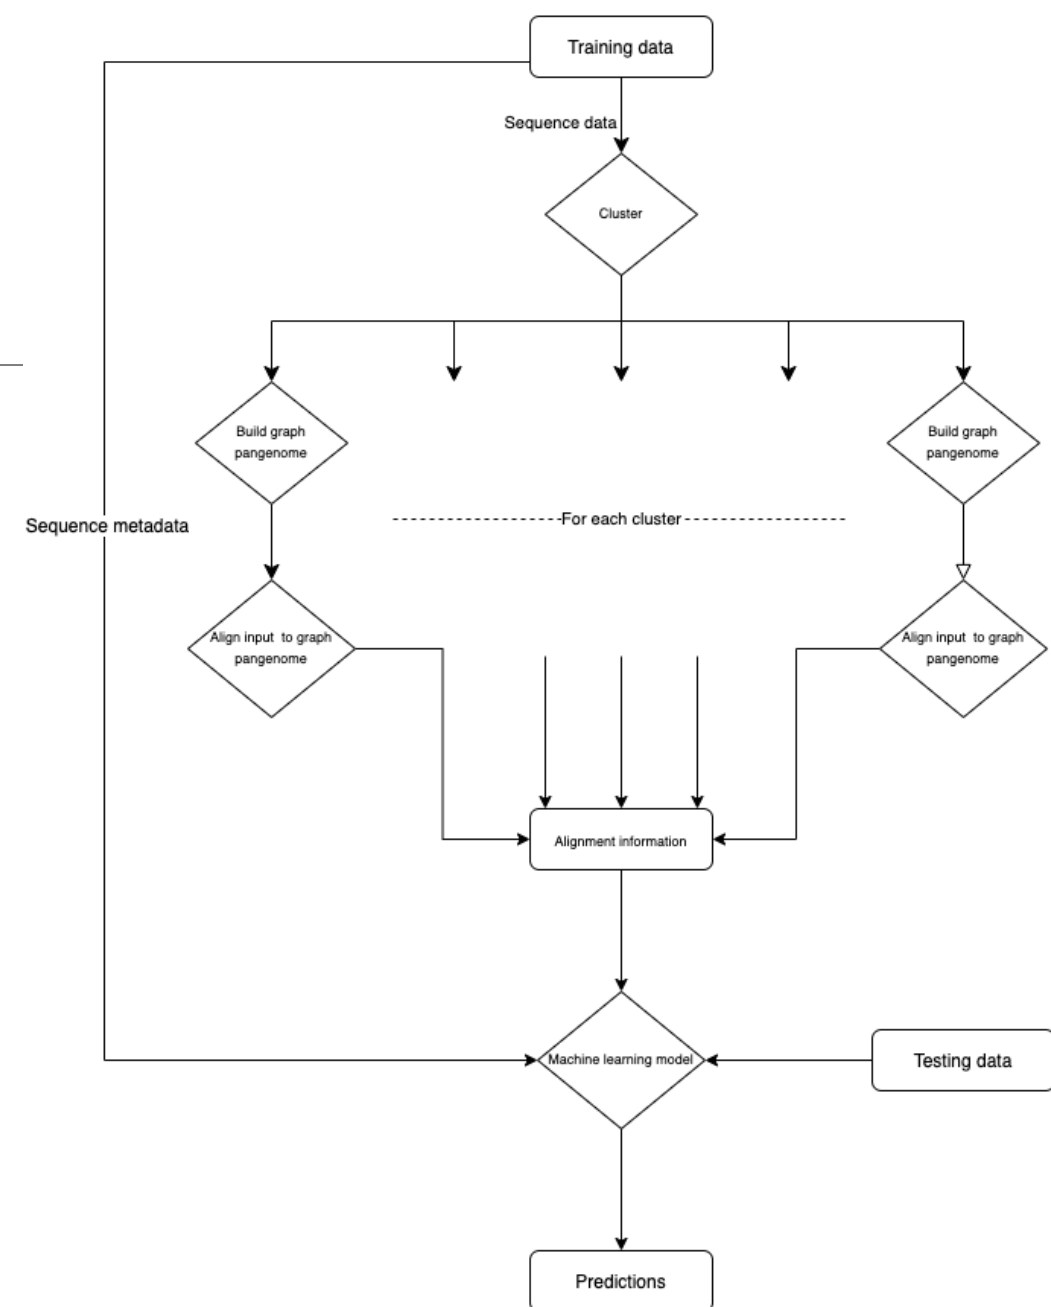 Training data
Sequence data
Cluster
Build graph
pangenome
Build graph
pangenome
Sequence metadata
For each cluster
Align input to graph
pangenome
Align input to graph
pangenome
Alignment information
Machine learning model
Testing data
Predictions